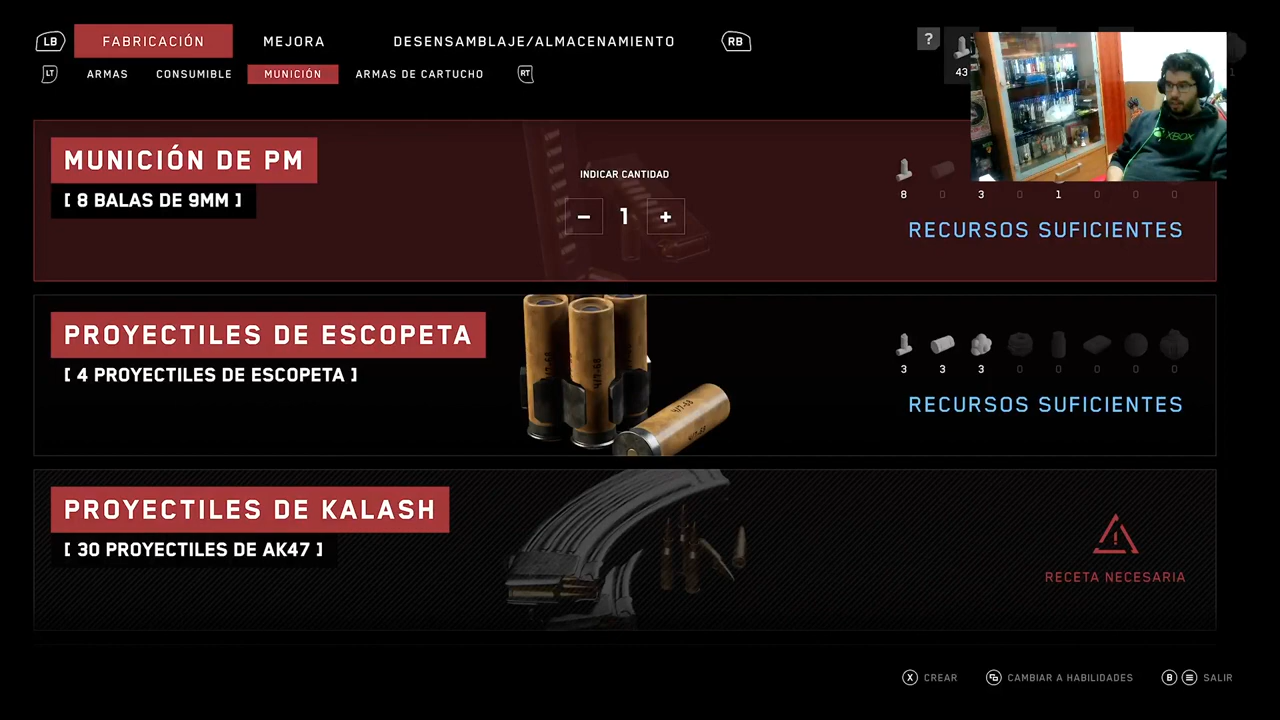 LB FABRICACIÓN MEJORA DESENSAMBLAJE/ALMACENAMIENTO RB ?
LT ARMAS CONSUMIBLE MUNICIÓN ARMAS DE CARTUCHO RT 43 1
XBOX
MUNICIÓN DE PM
[ 8 BALAS DE 9MM ]
INDICAR CANTIDAD
− 1 +
8 0 3 0 1 0 0 0
RECURSOS SUFICIENTES
PROYECTILES DE ESCOPETA
[ 4 PROYECTILES DE ESCOPETA ]
3 3 3 0 0 0 0 0
RECURSOS SUFICIENTES
PROYECTILES DE KALASH
[ 30 PROYECTILES DE AK47 ]
RECETA NECESARIA
X CREAR CAMBIAR A HABILIDADES B SALIR